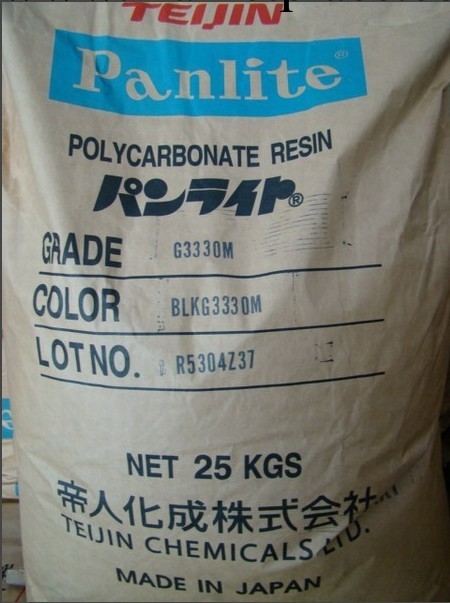 TEIJIN
Panlite®
POLYCARBONATE RESIN
パンライト®
GRADE G3330M
COLOR BLKG3330M
LOT NO. R5304Z37
NET 25 KGS
帝人化成株式会社
TEIJIN CHEMICALS LTD.
MADE IN JAPAN